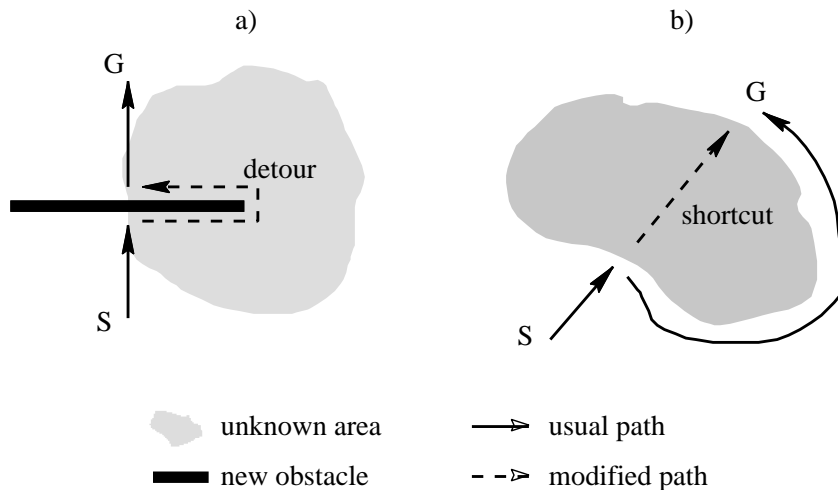 a)
G
detour
S
b)
G
shortcut
S
unknown area
usual path
new obstacle
modified path